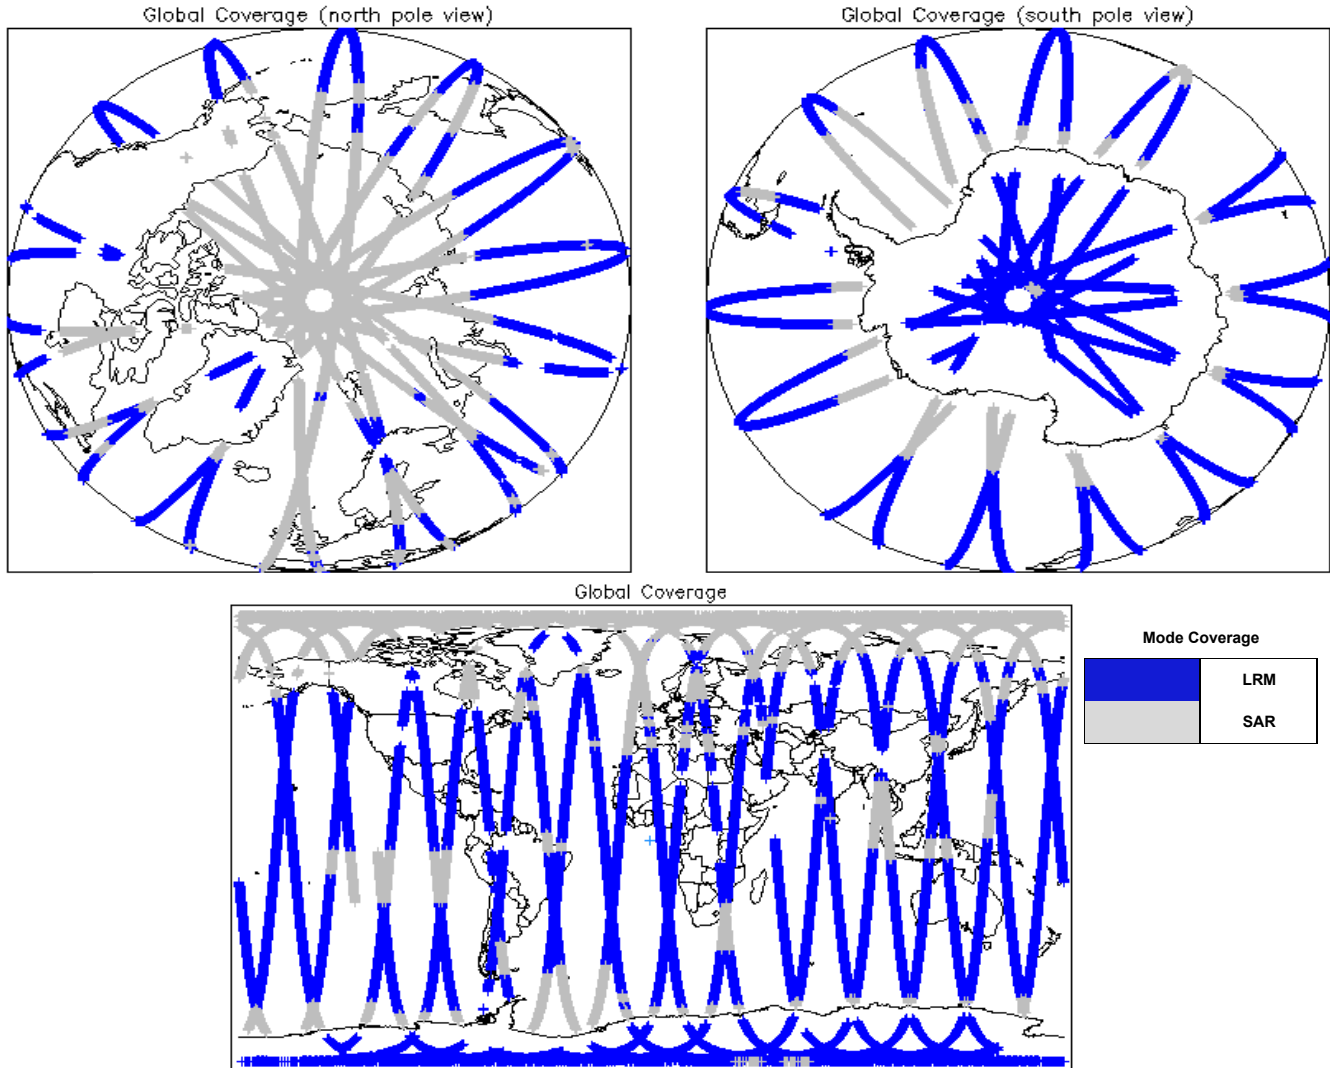 Global Coverage (north pole view)
Global Coverage (south pole view)
Global Coverage
Mode Coverage
LRM
SAR